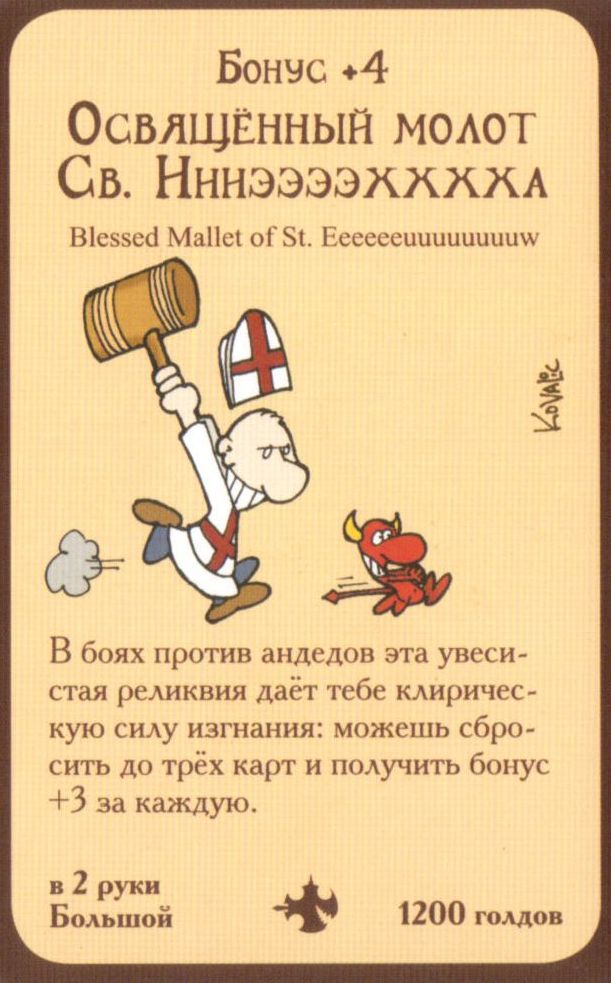 Бонус +4
Освящённый молот
Св. Иннээээхххха
Blessed Mallet of St. Eeeeeeuuuuuuuuw
Kovalic
В боях против андедов эта увеси-
стая реликвия даёт тебе клиричес-
кую силу изгнания: можешь сбро-
сить до трёх карт и получить бонус
+3 за каждую.
в 2 руки
Большой
1200 голдов